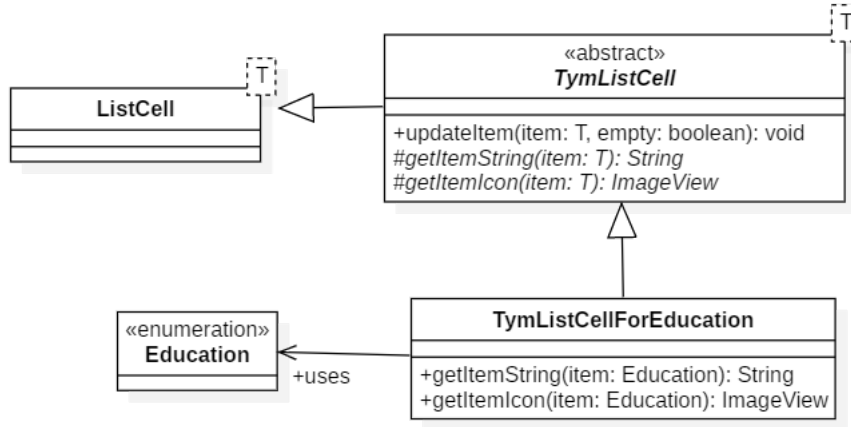 T
«abstract»
TymListCell
T
ListCell
+updateItem(item: T, empty: boolean): void
#getItemString(item: T): String
#getItemIcon(item: T): ImageView
«enumeration»
Education
+uses
TymListCellForEducation
+getItemString(item: Education): String
+getItemIcon(item: Education): ImageView